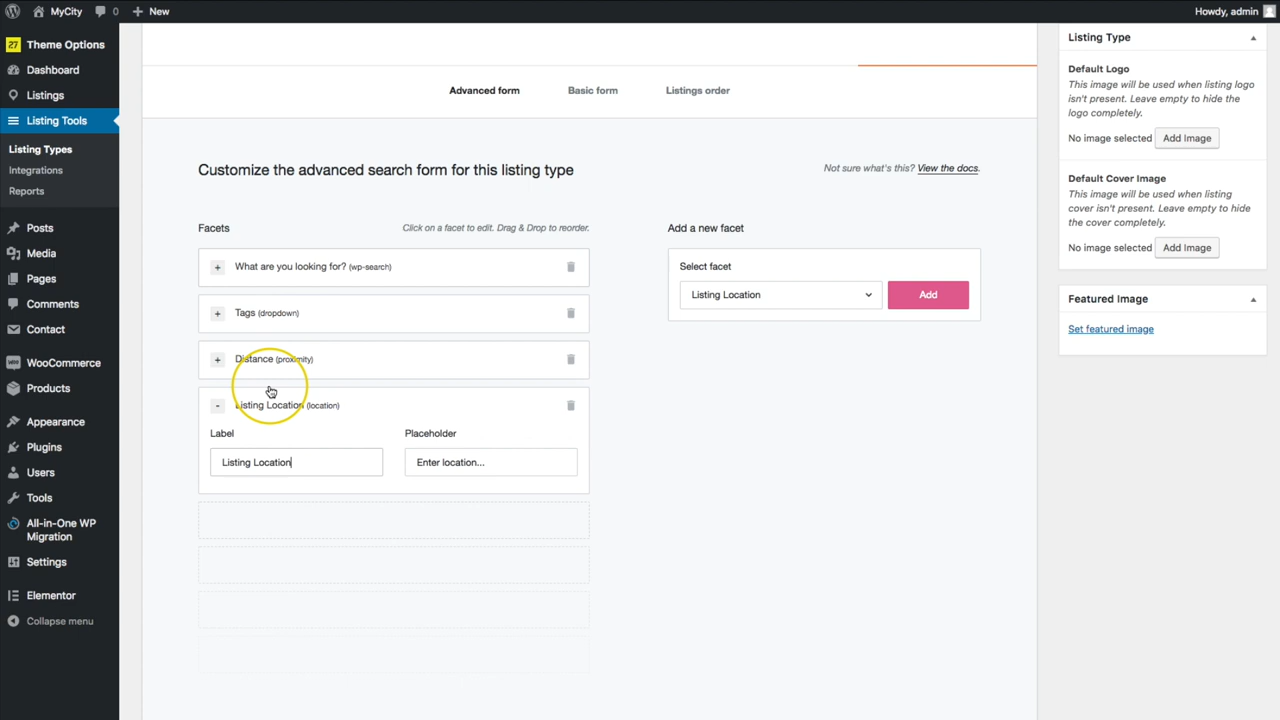 MyCity
0
New
Howdy, admin
27 Theme Options
Dashboard
Listings
Listing Tools
Listing Types
Integrations
Reports
Posts
Media
Pages
Comments
Contact
WooCommerce
Products
Appearance
Plugins
Users
Tools
All-in-One WP
Migration
Settings
Elementor
Collapse menu
Advanced form
Basic form
Listings order
Customize the advanced search form for this listing type
Not sure what's this? View the docs.
Facets
Click on a facet to edit. Drag & Drop to reorder.
+ What are you looking for? (wp-search)
+ Tags (dropdown)
+ Distance (proximity)
- Listing Location (location)
Label
Placeholder
Listing Location
Enter location...
Add a new facet
Select facet
Listing Location
Add
Listing Type
Default Logo
This image will be used when listing logo
isn't present. Leave empty to hide the
logo completely.
No image selected Add Image
Default Cover Image
This image will be used when listing
cover isn't present. Leave empty to hide
the cover completely.
No image selected Add Image
Featured Image
Set featured image